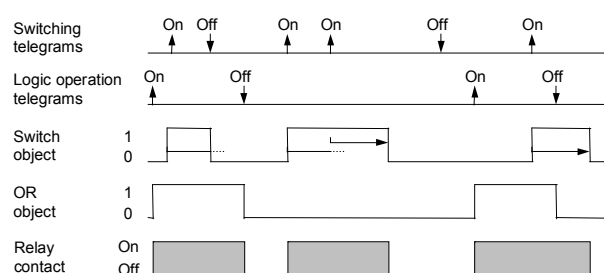 Switching telegrams On Off On On Off On
Logic operation telegrams On Off On Off
Switch object 1 0
OR object 1 0
Relay contact On Off